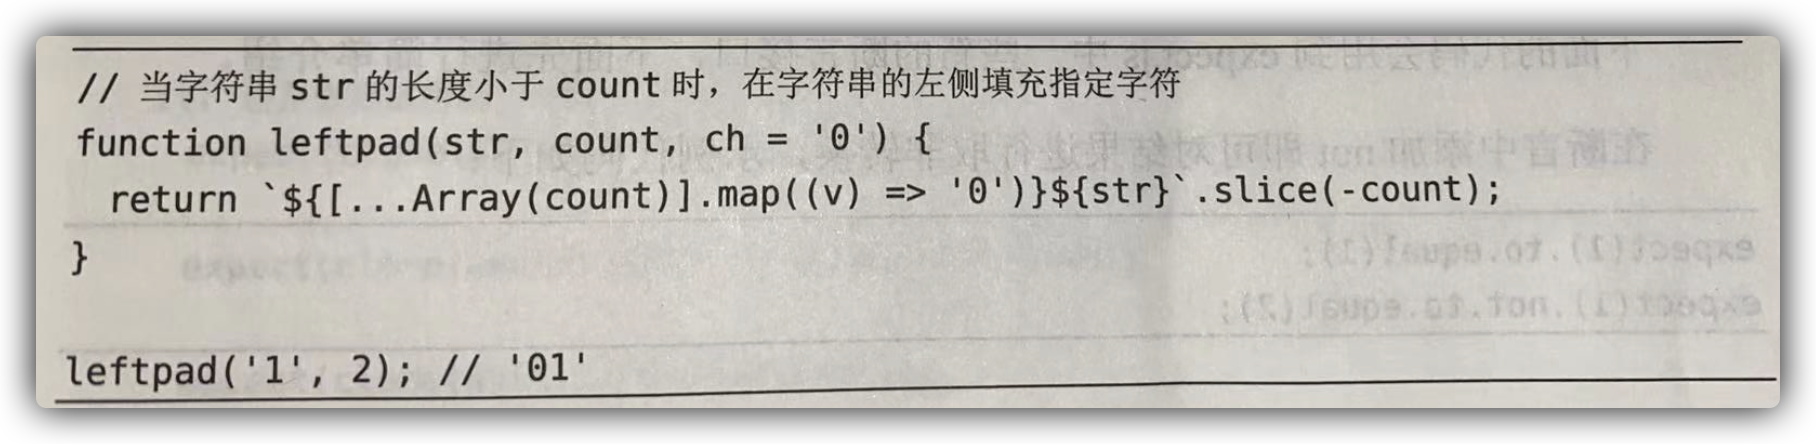 // 当字符串 str 的长度小于 count 时，在字符串的左侧填充指定字符
function leftpad(str, count, ch = '0') {
  return `${[...Array(count)].map((v) => '0')}${str}`.slice(-count);
}
leftpad('1', 2); // '01'